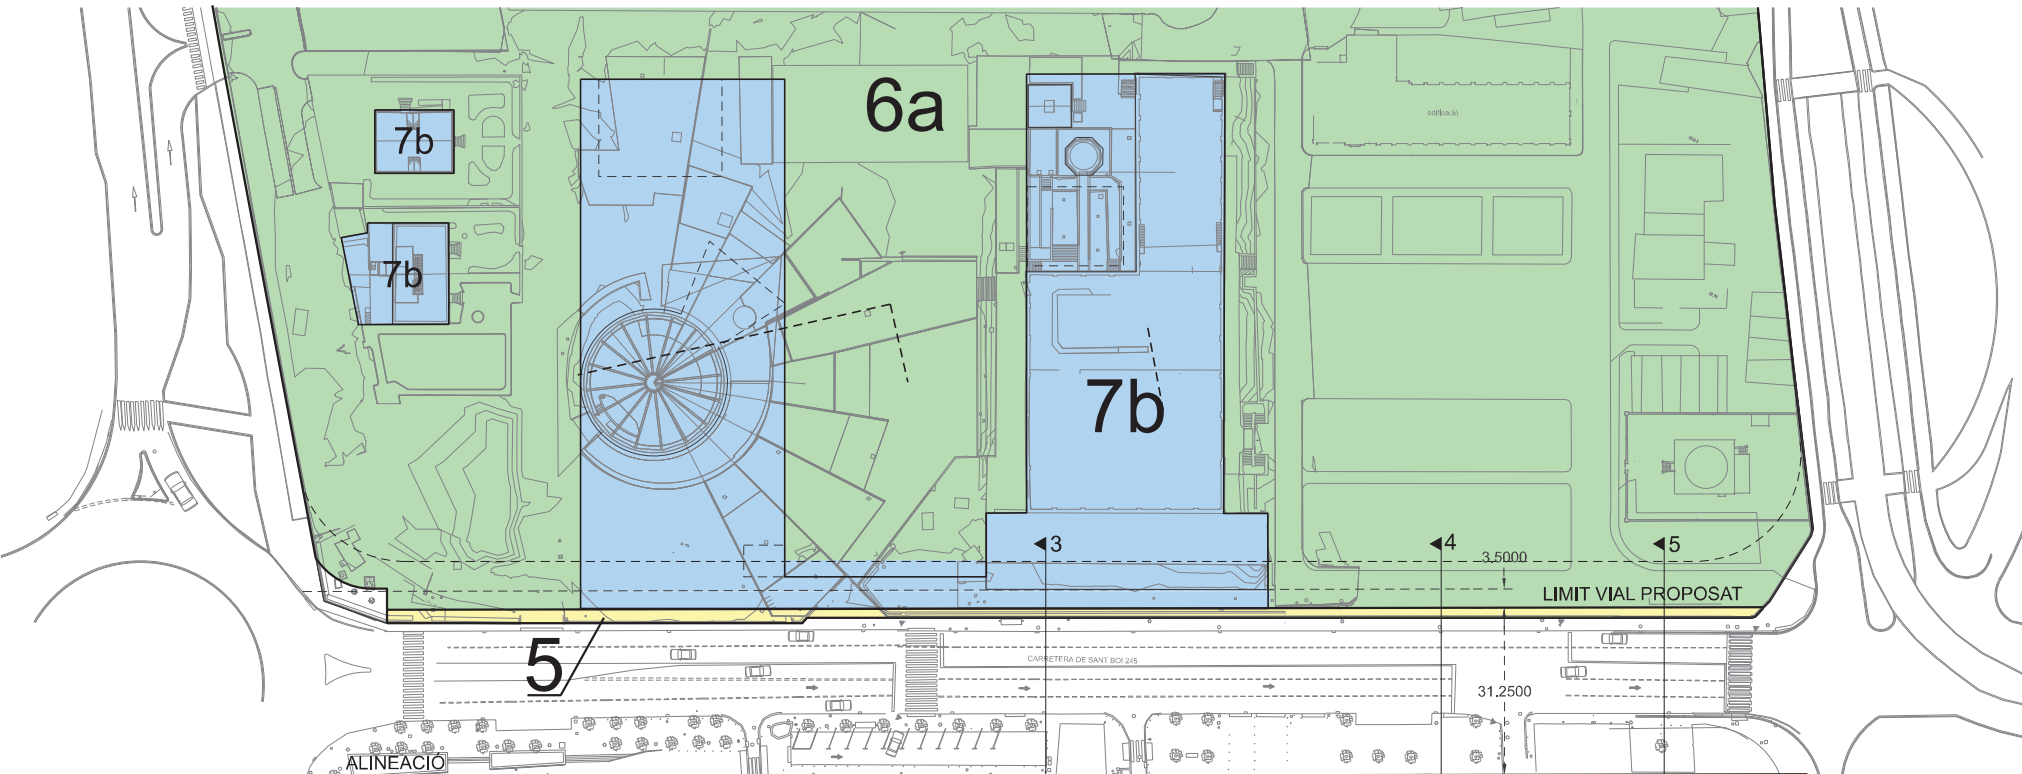 6a
edificació
7b
7b
7b
3
4
5
3.5000
LIMIT VIAL PROPOSAT
5
CARRETERA DE SANT BOI 245
31.2500
ALINEACIÓ